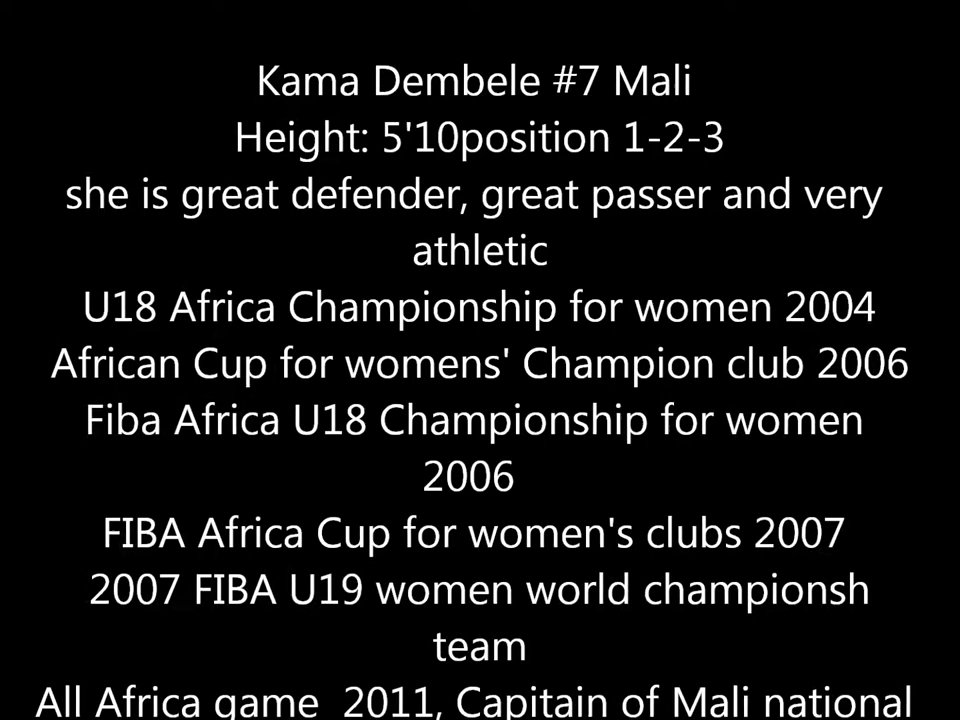 Kama Dembele #7 Mali
Height: 5'10position 1-2-3
she is great defender, great passer and very
athletic
U18 Africa Championship for women 2004
African Cup for womens' Champion club 2006
Fiba Africa U18 Championship for women
2006
FIBA Africa Cup for women's clubs 2007
2007 FIBA U19 women world championsh
team
All Africa game  2011, Capitain of Mali national